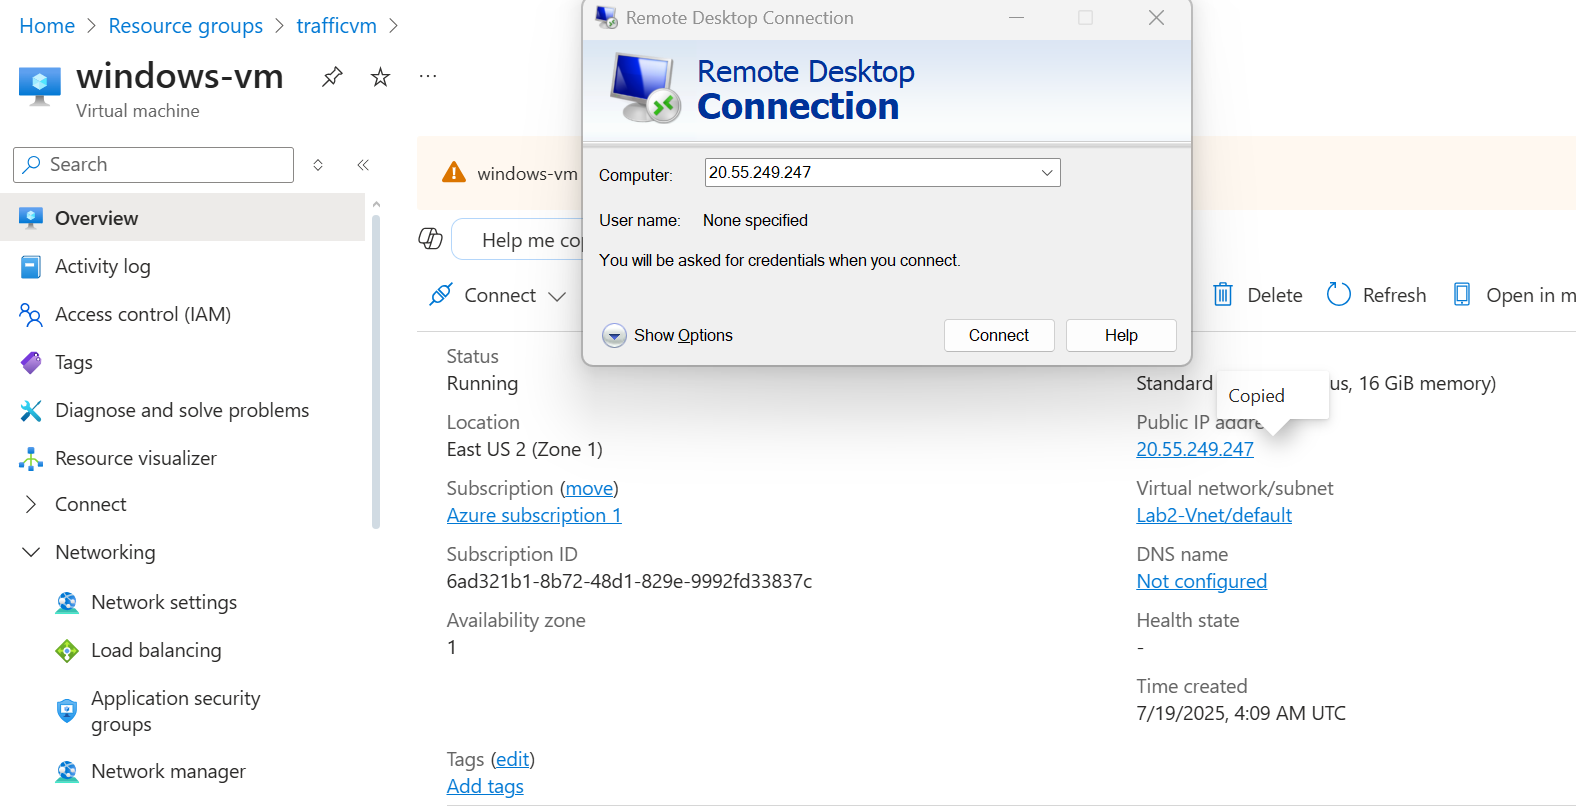 Home > Resource groups > trafficvm >
windows-vm
Virtual machine
Search
Overview
Activity log
Access control (IAM)
Tags
Diagnose and solve problems
Resource visualizer
Connect
Networking
Network settings
Load balancing
Application security
groups
Network manager
windows-vm
Help me
Connect
Delete
Refresh
Open in
Remote Desktop Connection
Remote Desktop
Connection
Computer: 20.55.249.247
User name: None specified
You will be asked for credentials when you connect.
Show Options
Connect
Help
Status
Running
Location
East US 2 (Zone 1)
Subscription (move)
Azure subscription 1
Subscription ID
6ad321b1-8b72-48d1-829e-9992fd33837c
Availability zone
1
Tags (edit)
Add tags
Standard
16 GiB memory)
Copied
Public IP
20.55.249.247
Virtual network/subnet
Lab2-Vnet/default
DNS name
Not configured
Health state
-
Time created
7/19/2025, 4:09 AM UTC